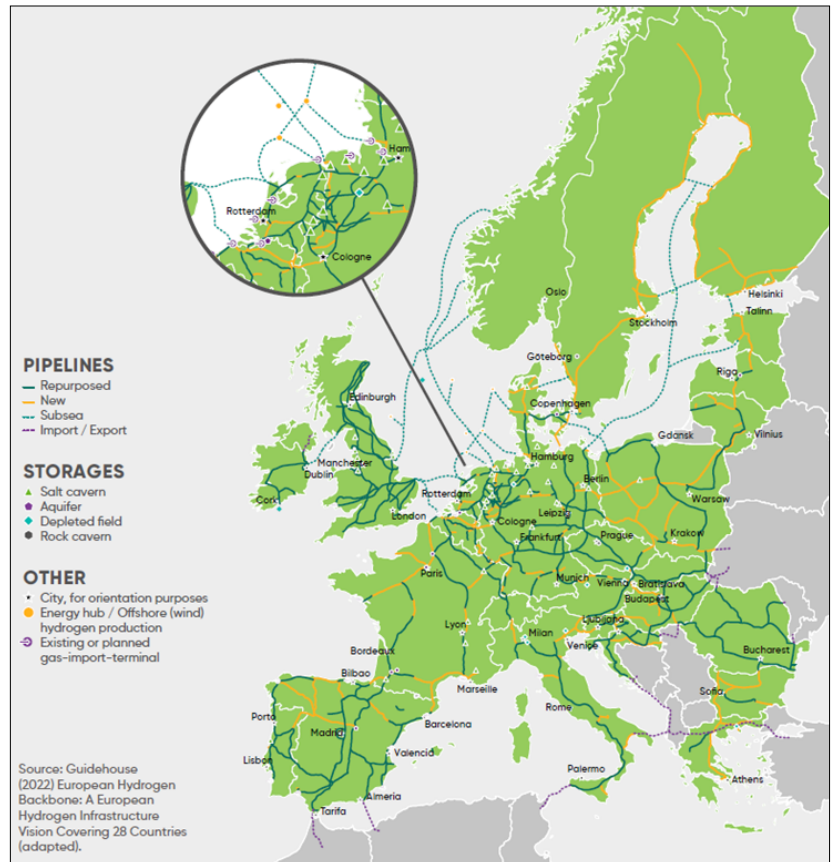 Ham
Rotterdam
Cologne
Oslo
Helsinki
Talinn
Stockholm
Göteborg
Riga
Copenhagen
Vilnius
Gdansk
PIPELINES
Repurposed
New
Subsea
Import / Export
Edinburgh
Manchester
Dublin
Cork
London
Hamburg
Berlin
Warsaw
Rotterdam
Leipzig
Cologne
Frankfurt
Prague
Krakow
STORAGES
Salt cavern
Aquifer
Depleted field
Rock cavern
Paris
Munich
Vienna
Bratislava
Budapest
Ljubljana
Lyon
Milan
Venice
Bucharest
OTHER
City, for orientation purposes
Energy hub / Offshore (wind)
hydrogen production
Existing or planned
gas-import-terminal
Bordeaux
Bilbao
Marseille
Sofia
Porto
Madrid
Barcelona
Rome
Lisbon
Valencia
Palermo
Athens
Almeria
Tarifa
Source: Guidehouse
(2022) European Hydrogen
Backbone: A European
Hydrogen Infrastructure
Vision Covering 28 Countries
(adapted).